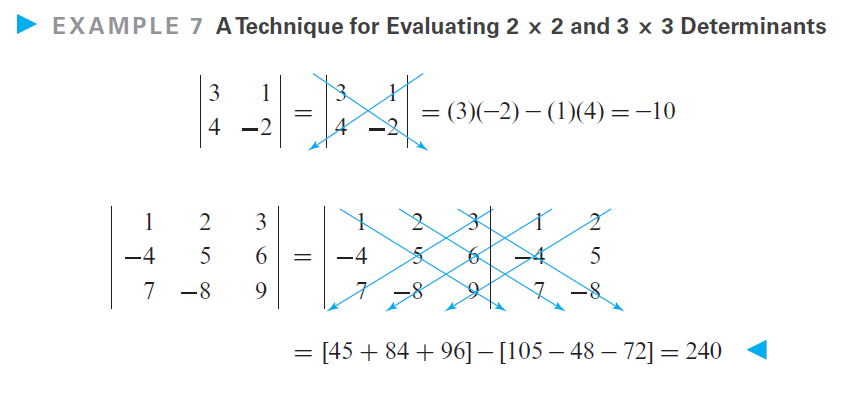 EXAMPLE 7 A Technique for Evaluating 2 x 2 and 3 x 3 Determinants
3 1 3 1
= = (3)(−2) − (1)(4) = −10
4 −2 4 −2
1 2 3 1 2 3 1 2
−4 5 6 = −4 5 6 −4 5
7 −8 9 7 −8 9 7 −8
= [45 + 84 + 96] − [105 − 48 − 72] = 240